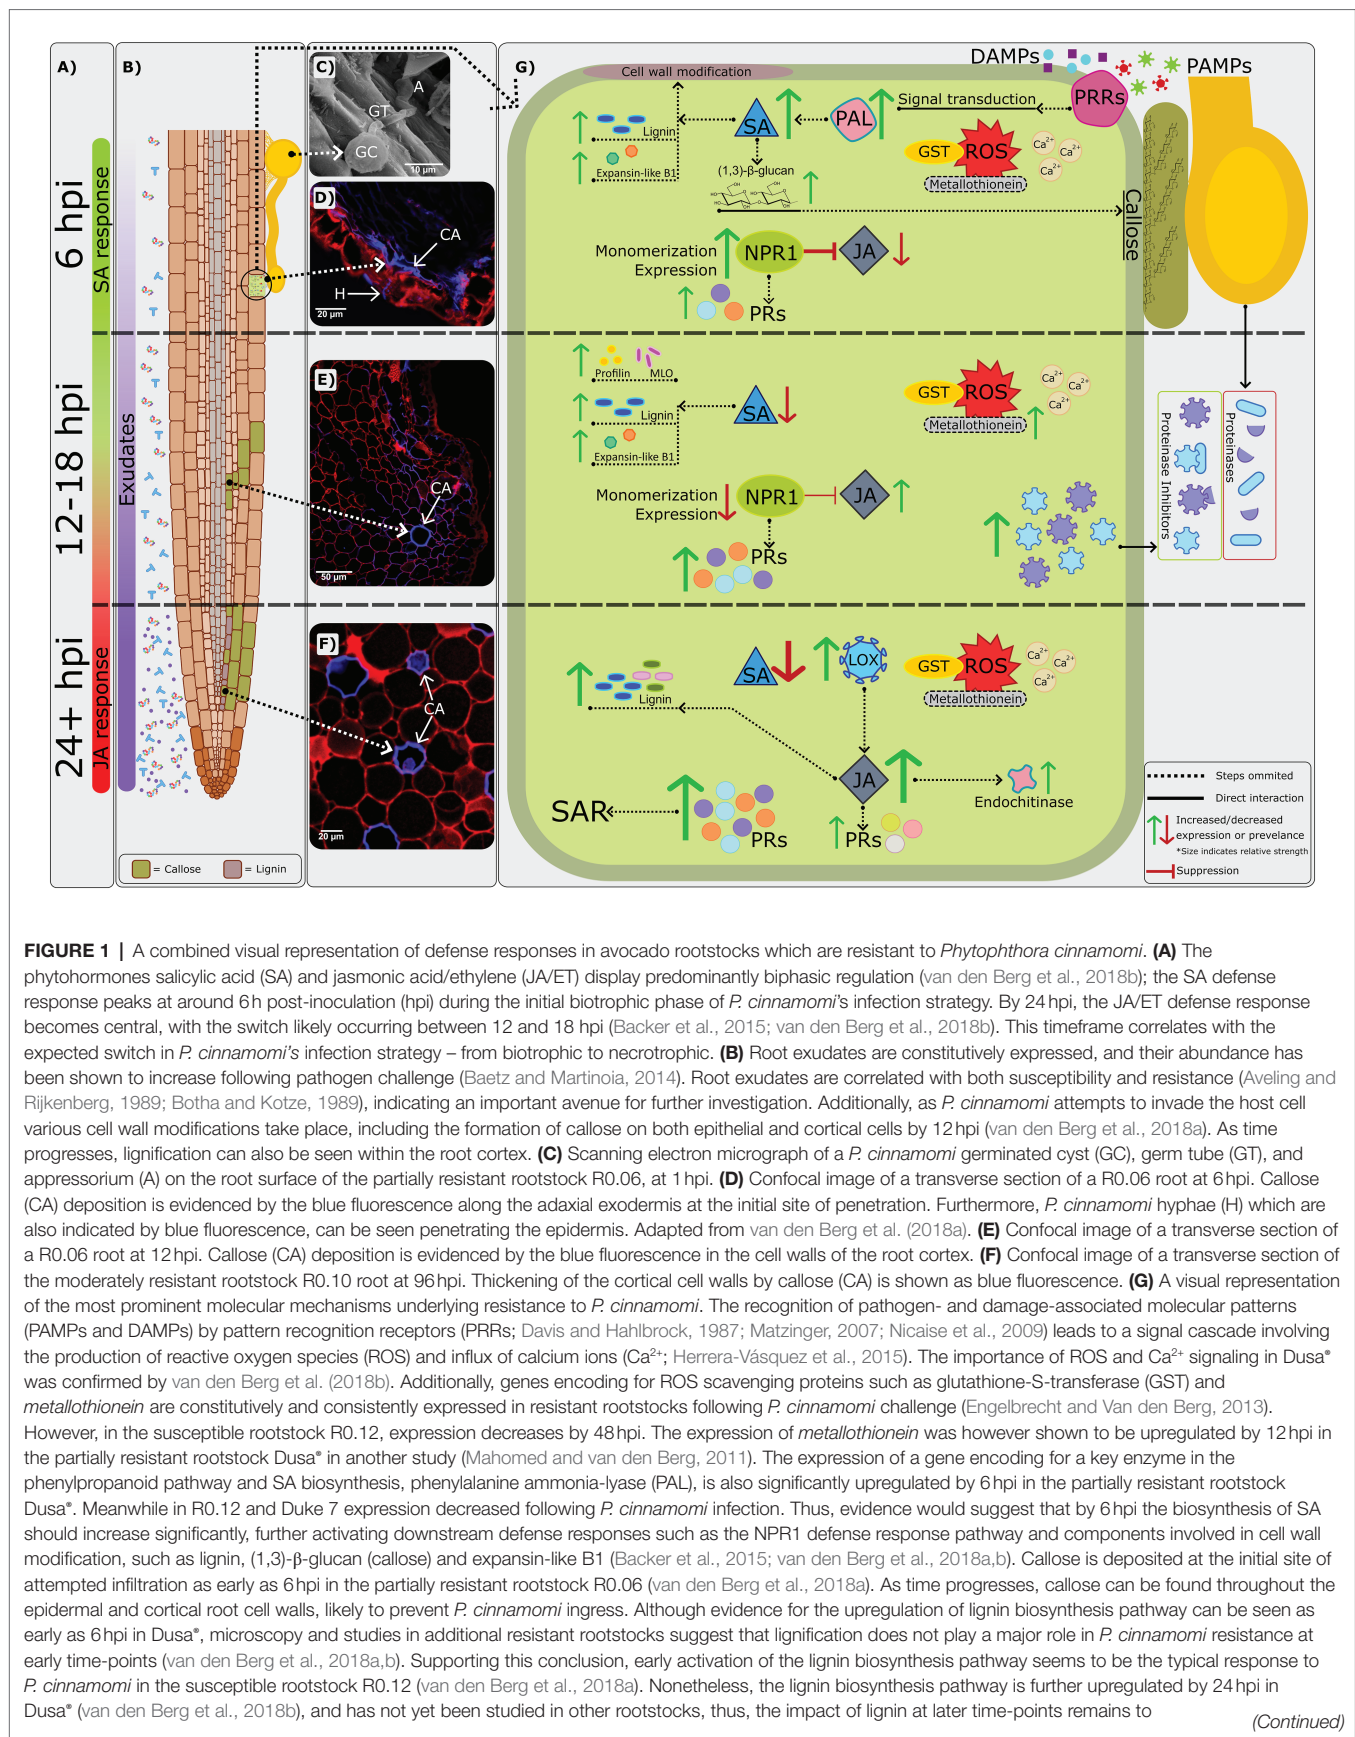 A)
B)
C)
G)
D)
E)
F)
6 hpi
12-18 hpi
24+ hpi
SA response
JA response
Exudates
= Callose
= Lignin
A
GT
GC
10 µm
CA
H
20 µm
CA
50 µm
CA
20 µm
Cell wall modification
DAMPs
PAMPs
PRRs
Signal transduction
PAL
SA
Lignin
Expansin-like B1
(1,3)-β-glucan
GST
ROS
Metallothionein
Ca2+
Ca2+
Ca2+
Callose
Monomerization
Expression
NPR1
JA
PRs
Profilin
MLO
Lignin
Expansin-like B1
SA
GST
ROS
Metallothionein
Ca2+
Ca2+
Ca2+
Monomerization
Expression
NPR1
JA
PRs
Proteinase Inhibitors
Proteinases
Lignin
SA
LOX
GST
ROS
Metallothionein
Ca2+
Ca2+
Ca2+
JA
Endochitinase
SAR
PRs
PRs
Steps ommited
Direct interaction
Increased/decreased
expression or prevelance
*Size indicates relative strength
Suppression
FIGURE 1 | A combined visual representation of defense responses in avocado rootstocks which are resistant to Phytophthora cinnamomi. (A) The
phytohormones salicylic acid (SA) and jasmonic acid/ethylene (JA/ET) display predominantly biphasic regulation (van den Berg et al., 2018b); the SA defense
response peaks at around 6 h post-inoculation (hpi) during the initial biotrophic phase of P. cinnamomi's infection strategy. By 24 hpi, the JA/ET defense response
becomes central, with the switch likely occurring between 12 and 18 hpi (Backer et al., 2015; van den Berg et al., 2018b). This timeframe correlates with the
expected switch in P. cinnamomi's infection strategy – from biotrophic to necrotrophic. (B) Root exudates are constitutively expressed, and their abundance has
been shown to increase following pathogen challenge (Baetz and Martinoia, 2014). Root exudates are correlated with both susceptibility and resistance (Aveling and
Rijkenberg, 1989; Botha and Kotze, 1989), indicating an important avenue for further investigation. Additionally, as P. cinnamomi attempts to invade the host cell
various cell wall modifications take place, including the formation of callose on both epithelial and cortical cells by 12 hpi (van den Berg et al., 2018a). As time
progresses, lignification can also be seen within the root cortex. (C) Scanning electron micrograph of a P. cinnamomi germinated cyst (GC), germ tube (GT), and
appressorium (A) on the root surface of the partially resistant rootstock R0.06, at 1 hpi. (D) Confocal image of a transverse section of a R0.06 root at 6 hpi. Callose
(CA) deposition is evidenced by the blue fluorescence along the adaxial exodermis at the initial site of penetration. Furthermore, P. cinnamomi hyphae (H) which are
also indicated by blue fluorescence, can be seen penetrating the epidermis. Adapted from van den Berg et al. (2018a). (E) Confocal image of a transverse section of
a R0.06 root at 12 hpi. Callose (CA) deposition is evidenced by the blue fluorescence in the cell walls of the root cortex. (F) Confocal image of a transverse section of
the moderately resistant rootstock R0.10 root at 96 hpi. Thickening of the cortical cell walls by callose (CA) is shown as blue fluorescence. (G) A visual representation
of the most prominent molecular mechanisms underlying resistance to P. cinnamomi. The recognition of pathogen- and damage-associated molecular patterns
(PAMPs and DAMPs) by pattern recognition receptors (PRRs; Davis and Hahlbrock, 1987; Matzinger, 2007; Nicaise et al., 2009) leads to a signal cascade involving
the production of reactive oxygen species (ROS) and influx of calcium ions (Ca2+; Herrera-Vásquez et al., 2015). The importance of ROS and Ca2+ signaling in Dusa®
was confirmed by van den Berg et al. (2018b). Additionally, genes encoding for ROS scavenging proteins such as glutathione-S-transferase (GST) and
metallothionein are constitutively and consistently expressed in resistant rootstocks following P. cinnamomi challenge (Engelbrecht and Van den Berg, 2013).
However, in the susceptible rootstock R0.12, expression decreases by 48 hpi. The expression of metallothionein was however shown to be upregulated by 12 hpi in
the partially resistant rootstock Dusa® in another study (Mahomed and van den Berg, 2011). The expression of a gene encoding for a key enzyme in the
phenylpropanoid pathway and SA biosynthesis, phenylalanine ammonia-lyase (PAL), is also significantly upregulated by 6 hpi in the partially resistant rootstock
Dusa®. Meanwhile in R0.12 and Duke 7 expression decreased following P. cinnamomi infection. Thus, evidence would suggest that by 6 hpi the biosynthesis of SA
should increase significantly, further activating downstream defense responses such as the NPR1 defense response pathway and components involved in cell wall
modification, such as lignin, (1,3)-β-glucan (callose) and expansin-like B1 (Backer et al., 2015; van den Berg et al., 2018a,b). Callose is deposited at the initial site of
attempted infiltration as early as 6 hpi in the partially resistant rootstock R0.06 (van den Berg et al., 2018a). As time progresses, callose can be found throughout the
epidermal and cortical root cell walls, likely to prevent P. cinnamomi ingress. Although evidence for the upregulation of lignin biosynthesis pathway can be seen as
early as 6 hpi in Dusa®, microscopy and studies in additional resistant rootstocks suggest that lignification does not play a major role in P. cinnamomi resistance at
early time-points (van den Berg et al., 2018a,b). Supporting this conclusion, early activation of the lignin biosynthesis pathway seems to be the typical response to
P. cinnamomi in the susceptible rootstock R0.12 (van den Berg et al., 2018a). Nonetheless, the lignin biosynthesis pathway is further upregulated by 24 hpi in
Dusa® (van den Berg et al., 2018b), and has not yet been studied in other rootstocks, thus, the impact of lignin at later time-points remains to
(Continued)